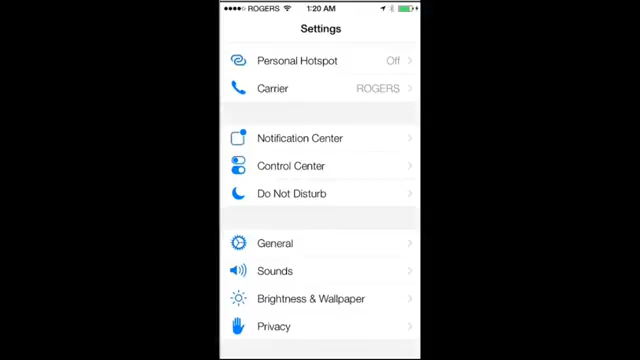 ROGERS 1:20 AM
Settings
Personal Hotspot Off
Carrier ROGERS
Notification Center
Control Center
Do Not Disturb
General
Sounds
Brightness & Wallpaper
Privacy